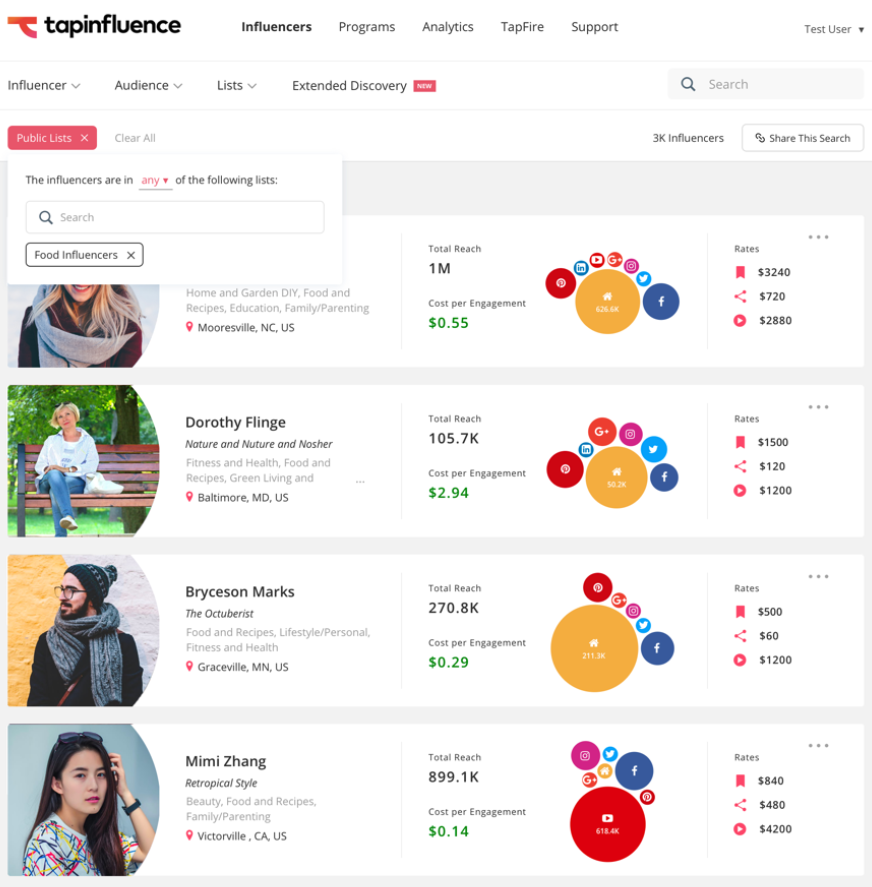 tapinfluence
Influencers Programs Analytics TapFire Support
Test User
Influencer Audience Lists Extended Discovery NEW
Search
Public Lists Clear All
3K Influencers Share This Search
The influencers are in any of the following lists:
Search
Food Influencers
Home and Garden DIY, Food and
Recipes, Education, Family/Parenting
Mooresville, NC, US
Total Reach
1M
Cost per Engagement
$0.55
626.6K
Rates
$3240
$720
$2880
Dorothy Flinge
Nature and Nuture and Nosher
Fitness and Health, Food and
Recipes, Green Living and ...
Baltimore, MD, US
Total Reach
105.7K
Cost per Engagement
$2.94
50.2K
Rates
$1500
$120
$1200
Bryceson Marks
The Octuberist
Food and Recipes, Lifestyle/Personal,
Fitness and Health
Graceville, MN, US
Total Reach
270.8K
Cost per Engagement
$0.29
211.3K
Rates
$500
$60
$1200
Mimi Zhang
Retropical Style
Beauty, Food and Recipes,
Family/Parenting
Victorville , CA, US
Total Reach
899.1K
Cost per Engagement
$0.14
618.4K
Rates
$840
$480
$4200